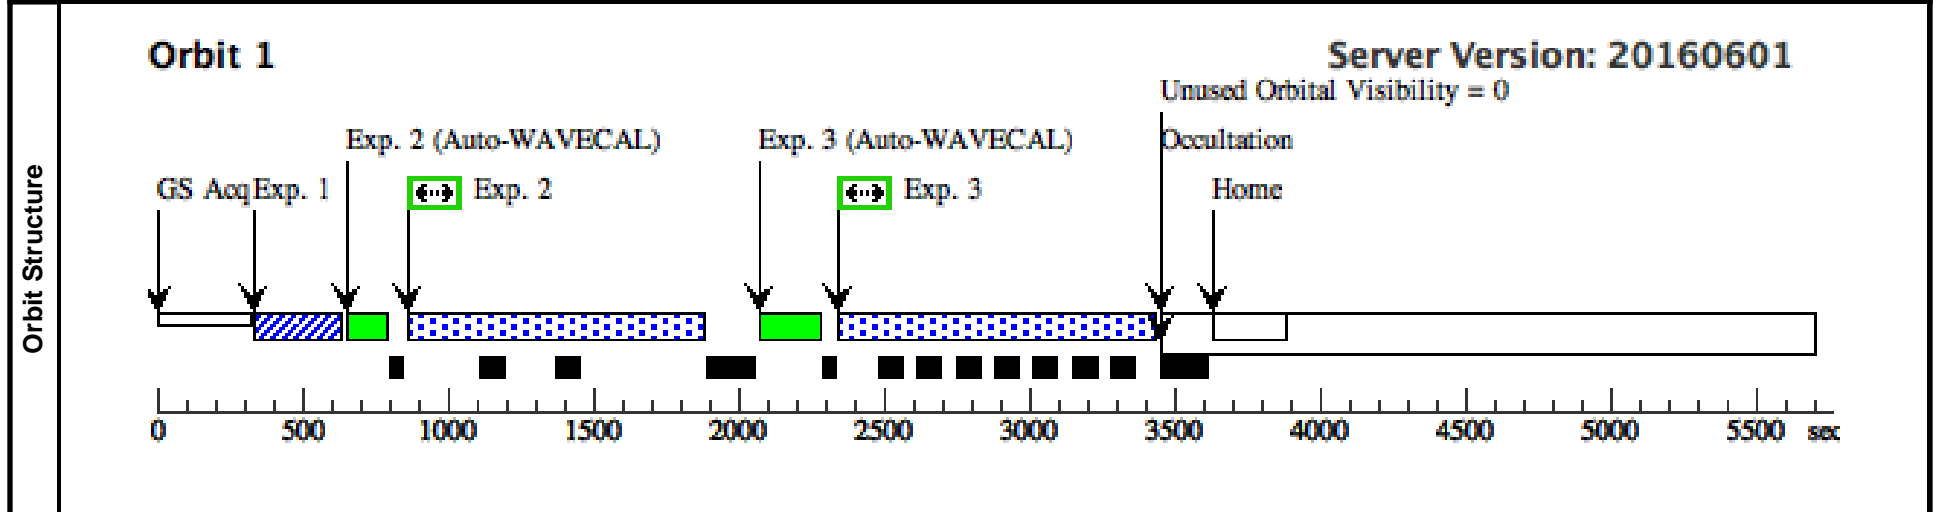 Orbit Structure
Orbit 1
Server Version: 20160601
Unused Orbital Visibility = 0
Exp. 2 (Auto-WAVECAL)
Exp. 3 (Auto-WAVECAL)
Occultation
GS Acq
Exp. 1
Exp. 2
Exp. 3
Home
0 500 1000 1500 2000 2500 3000 3500 4000 4500 5000 5500 sec